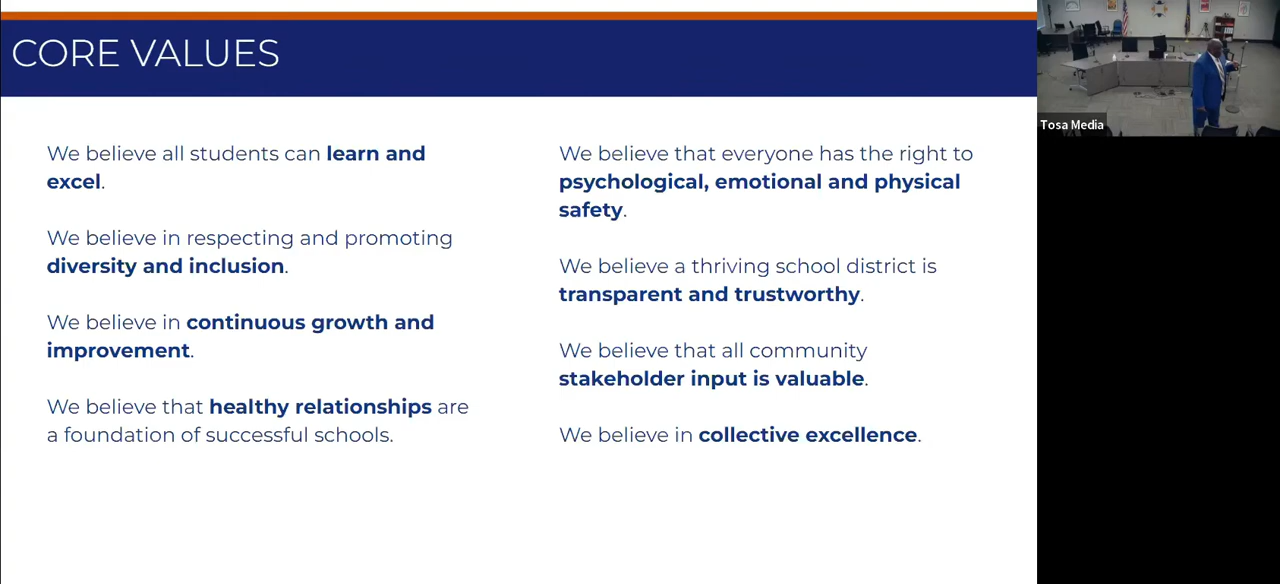 CORE VALUES
We believe all students can learn and
excel.
We believe in respecting and promoting
diversity and inclusion.
We believe in continuous growth and
improvement.
We believe that healthy relationships are
a foundation of successful schools.
We believe that everyone has the right to
psychological, emotional and physical
safety.
We believe a thriving school district is
transparent and trustworthy.
We believe that all community
stakeholder input is valuable.
We believe in collective excellence.
Tosa Media